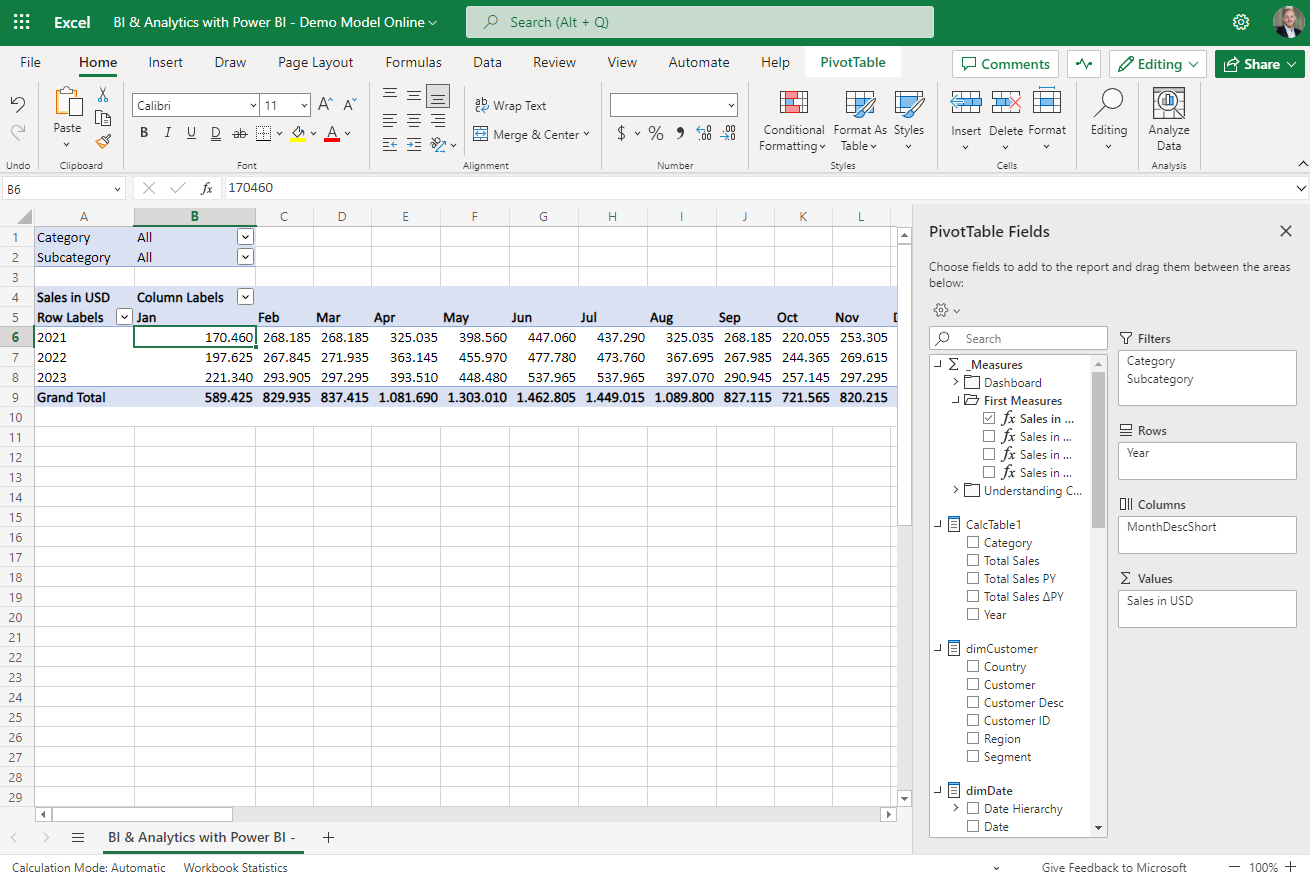 Excel BI & Analytics with Power BI - Demo Model Online Search (Alt + Q)
File Home Insert Draw Page Layout Formulas Data Review View Automate Help PivotTable Comments Editing Share
Calibri 11 Wrap Text
Paste Conditional Format As Styles Insert Delete Format Editing Analyze
B I U D ab A Merge & Center $ % Formatting Table Data
Undo Clipboard Font Alignment Number Styles Cells Analysis
B6 fx 170460
A B C D E F G H I J K L
1 Category All
2 Subcategory All
3
4 Sales in USD Column Labels
5 Row Labels Jan Feb Mar Apr May Jun Jul Aug Sep Oct Nov
6 2021 170.460 268.185 268.185 325.035 398.560 447.060 437.290 325.035 268.185 220.055 253.305
7 2022 197.625 267.845 271.935 363.145 455.970 477.780 473.760 367.695 267.985 244.365 269.615
8 2023 221.340 293.905 297.295 393.510 448.480 537.965 537.965 397.070 290.945 257.145 297.295
9 Grand Total 589.425 829.935 837.415 1.081.690 1.303.010 1.462.805 1.449.015 1.089.800 827.115 721.565 820.215
10
11
12
13
14
15
16
17
18
19
20
21
22
23
24
25
26
27
28
29
PivotTable Fields
Choose fields to add to the report and drag them between the areas
below:
Search
_Measures
Dashboard
First Measures
fx Sales in ...
fx Sales in ...
fx Sales in ...
fx Sales in ...
Understanding C...
CalcTable1
Category
Total Sales
Total Sales PY
Total Sales ΔPY
Year
dimCustomer
Country
Customer
Customer Desc
Customer ID
Region
Segment
dimDate
Date Hierarchy
Date
Filters
Category
Subcategory
Rows
Year
Columns
MonthDescShort
Σ Values
Sales in USD
BI & Analytics with Power BI -
Calculation Mode: Automatic Workbook Statistics Give Feedback to Microsoft 100%